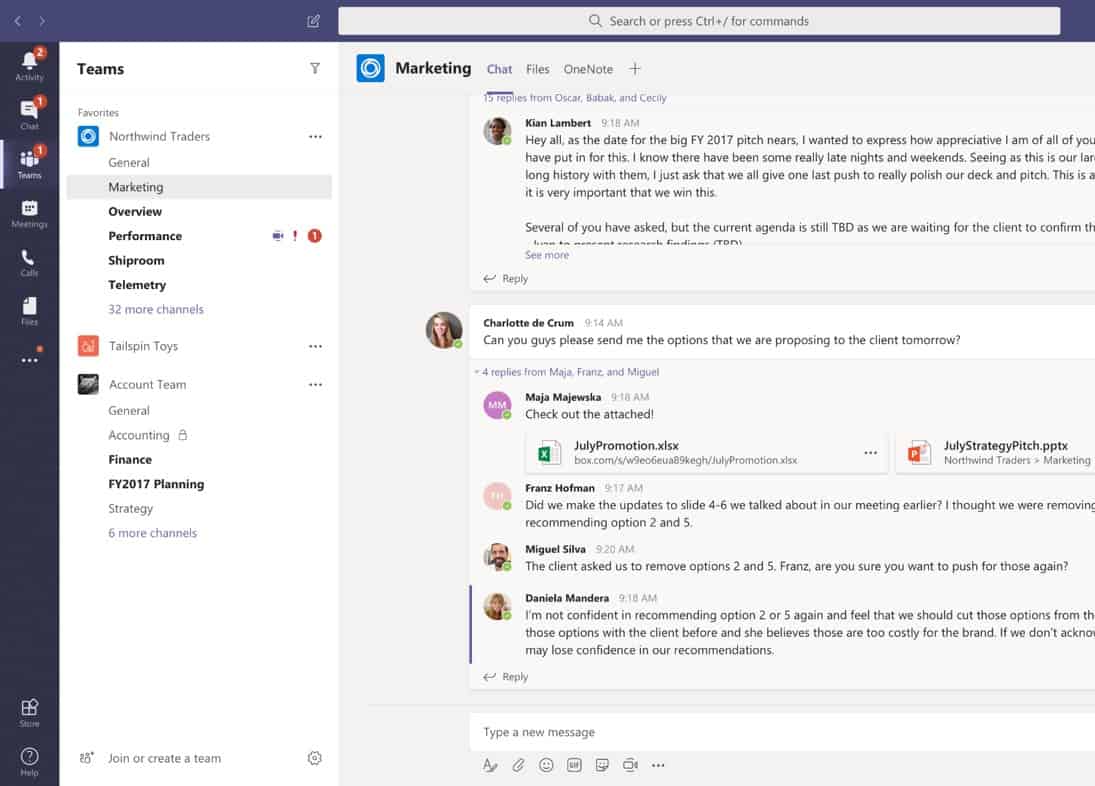 Search or press Ctrl+/ for commands
2
Activity
1
Chat
1
Teams
Meetings
Calls
Files
Store
Help
Teams
Favorites
Northwind Traders
General
Marketing
Overview
Performance
! 1
Shiproom
Telemetry
32 more channels
Tailspin Toys
Account Team
General
Accounting
Finance
FY2017 Planning
Strategy
6 more channels
Join or create a team
Marketing Chat Files OneNote
15 replies from Oscar, Babak, and Cecily
Kian Lambert 9:18 AM
Hey all, as the date for the big FY 2017 pitch nears, I wanted to express how appreciative I am of all of you
have put in for this. I know there have been some really late nights and weekends. Seeing as this is our lar
long history with them, I just ask that we all give one last push to really polish our deck and pitch. This is a
it is very important that we win this.
Several of you have asked, but the current agenda is still TBD as we are waiting for the client to confirm th
Juan to present research findings (TBD)
See more
Reply
Charlotte de Crum 9:14 AM
Can you guys please send me the options that we are proposing to the client tomorrow?
4 replies from Maja, Franz, and Miguel
MM
Maja Majewska 9:18 AM
Check out the attached!
JulyPromotion.xlsx
box.com/s/w9eo6eua89kegh/JulyPromotion.xlsx
JulyStrategyPitch.pptx
Northwind Traders > Marketing
FH
Franz Hofman 9:17 AM
Did we make the updates to slide 4-6 we talked about in our meeting earlier? I thought we were removing
recommending option 2 and 5.
Miguel Silva 9:20 AM
The client asked us to remove options 2 and 5. Franz, are you sure you want to push for those again?
Daniela Mandera 9:18 AM
I'm not confident in recommending option 2 or 5 again and feel that we should cut those options from the
those options with the client before and she believes those are too costly for the brand. If we don't acknow
may lose confidence in our recommendations.
Reply
Type a new message
GIF